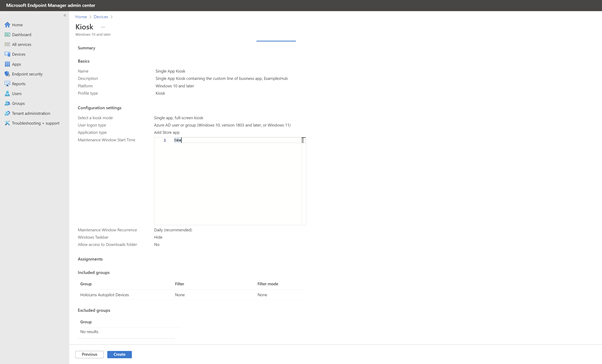 Microsoft Endpoint Manager admin center
Home > Devices >
Kiosk ...
Windows 10 and later
Home
Dashboard
All services
Devices
Apps
Endpoint security
Reports
Users
Groups
Tenant administration
Troubleshooting + support
Summary
Basics
Name Single App Kiosk
Description Single App Kiosk containing the custom line of business app, ExampleHub
Platform Windows 10 and later
Profile type Kiosk
Configuration settings
Select a kiosk mode Single app, full-screen kiosk
User logon type Azure AD user or group (Windows 10, version 1803 and later, or Windows 11)
Application type Add Store app
Maintenance Window Start Time
1
Maintenance Window Recurrence Daily (recommended)
Windows Taskbar Hide
Allow access to Downloads folder No
Assignments
Included groups
Group Filter Filter mode
HoloLens Autopilot Devices None None
Excluded groups
Group
No results
Previous Create